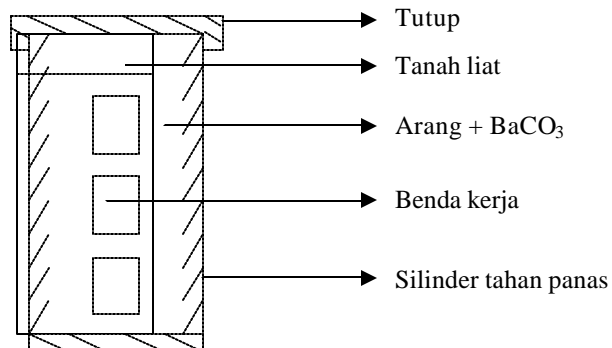 Tutup
Tanah liat
Arang + BaCO₃
Benda kerja
Silinder tahan panas